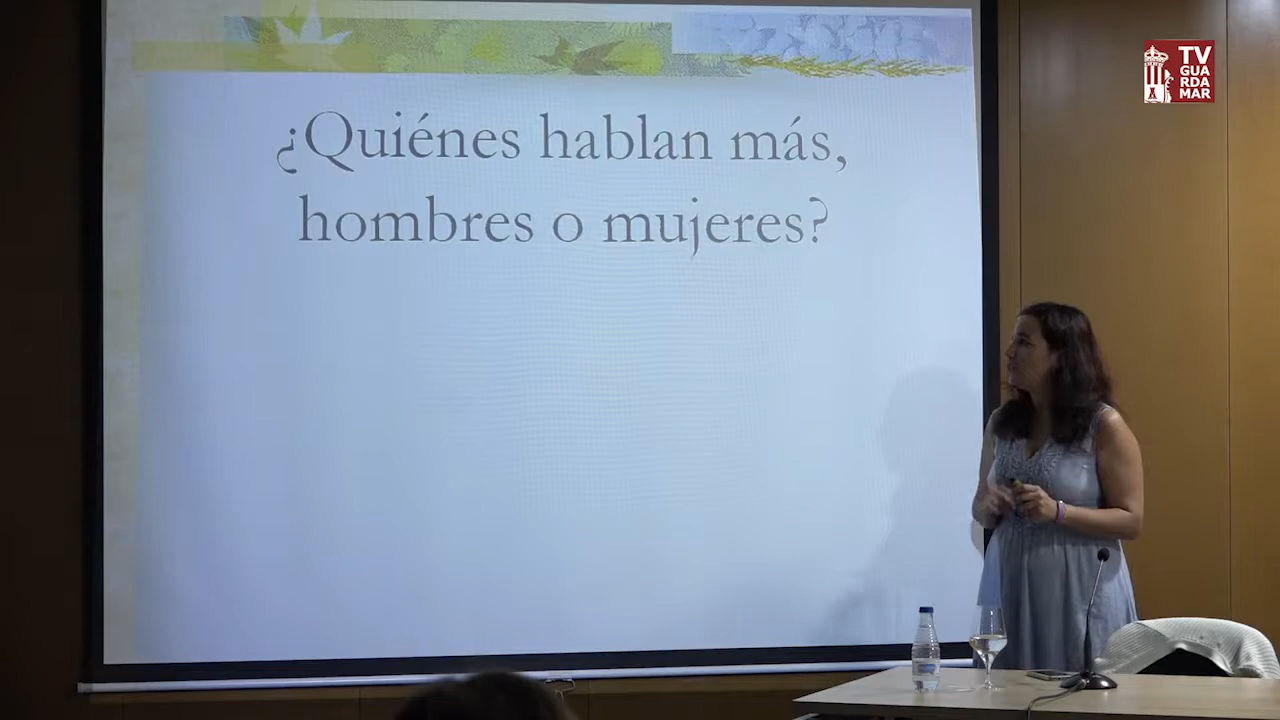 ¿Quiénes hablan más,
hombres o mujeres?
TV
GUA
RDA
MAR